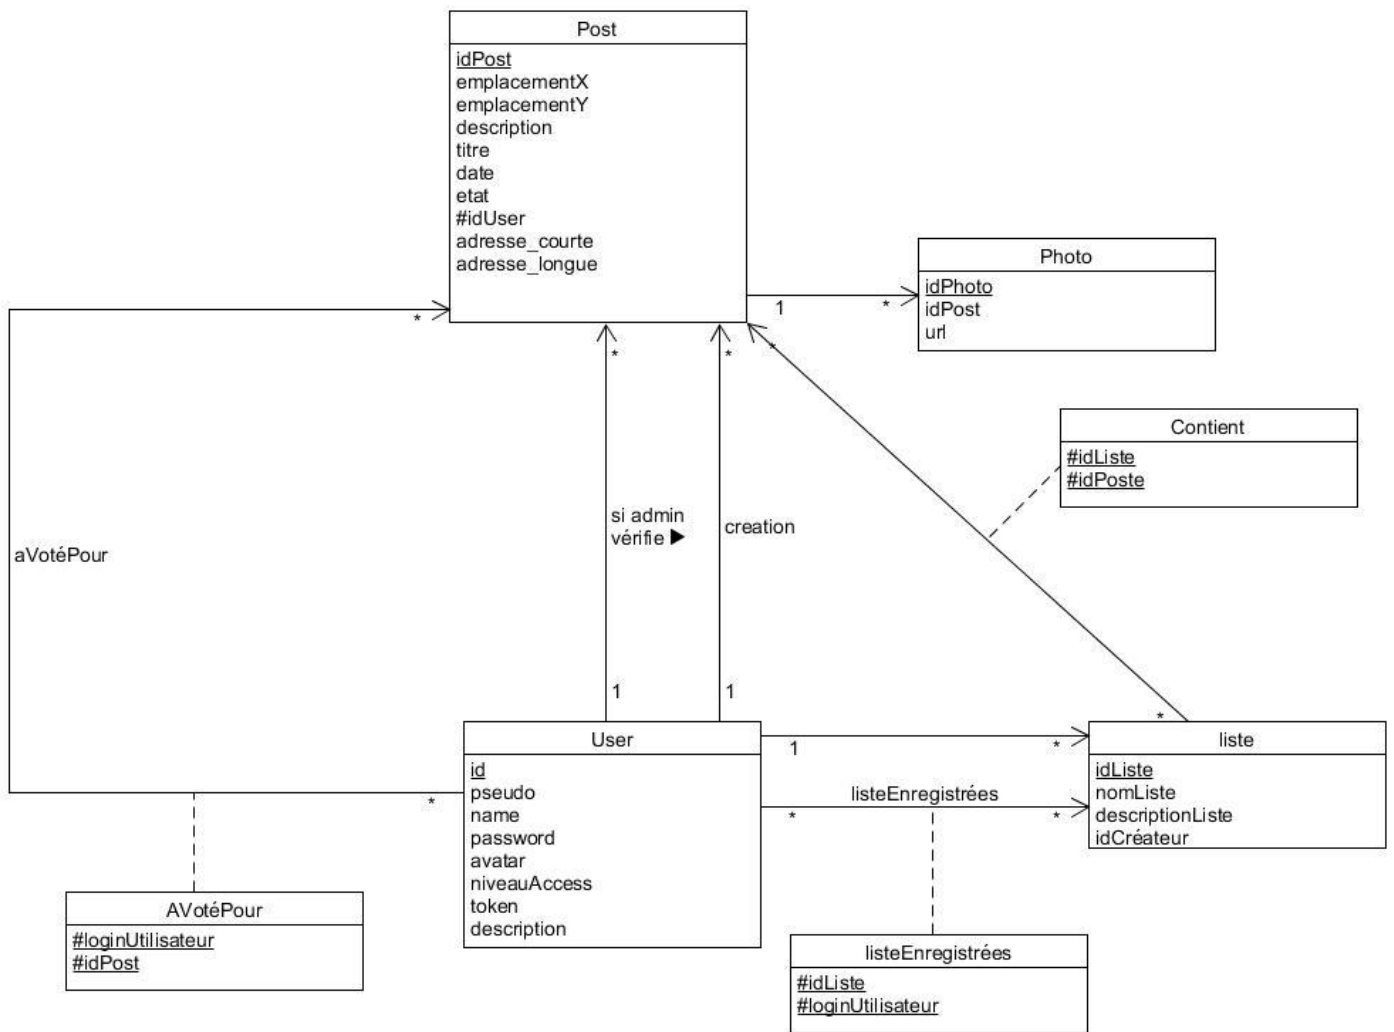 Post
idPost
emplacementX
emplacementY
description
titre
date
etat
#idUser
adresse_courte
adresse_longue
Photo
idPhoto
idPost
url
1
*
*
*
*
*
Contient
#idListe
#idPoste
si admin
vérifie ▶
creation
aVotéPour
1
1
*
User
id
pseudo
name
password
avatar
niveauAccess
token
description
1
*
*
listeEnregistrées
*
*
liste
idListe
nomListe
descriptionListe
idCréateur
AVotéPour
#loginUtilisateur
#idPost
listeEnregistrées
#idListe
#loginUtilisateur